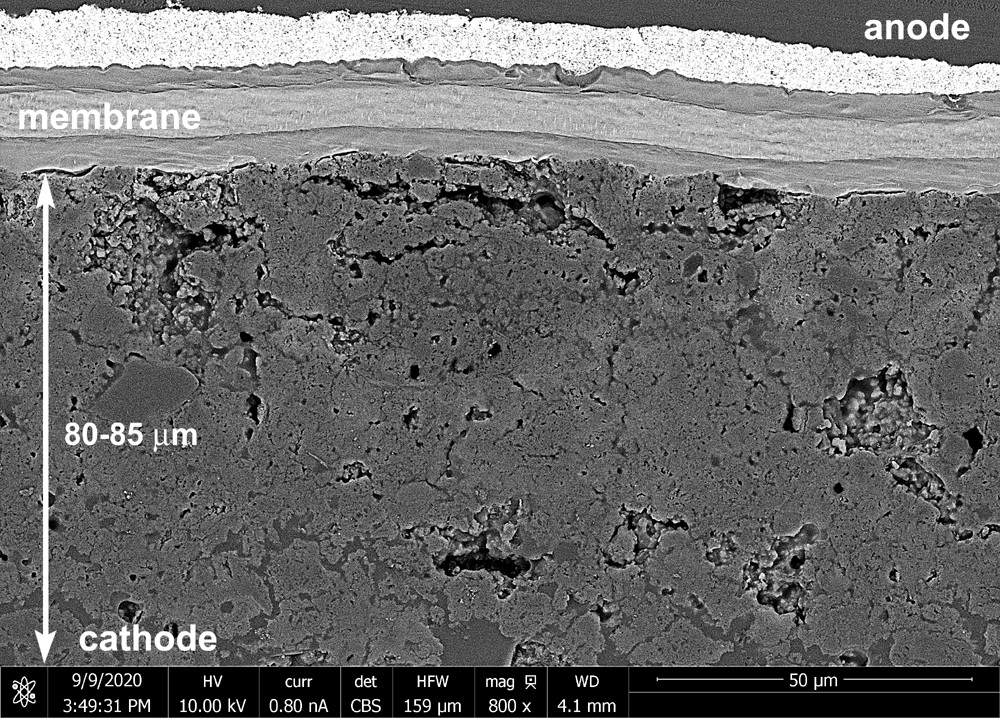 anode
membrane
80-85 μm
cathode
9/9/2020 HV curr det HFW mag WD 50 μm
3:49:31 PM 10.00 kV 0.80 nA CBS 159 μm 800 x 4.1 mm